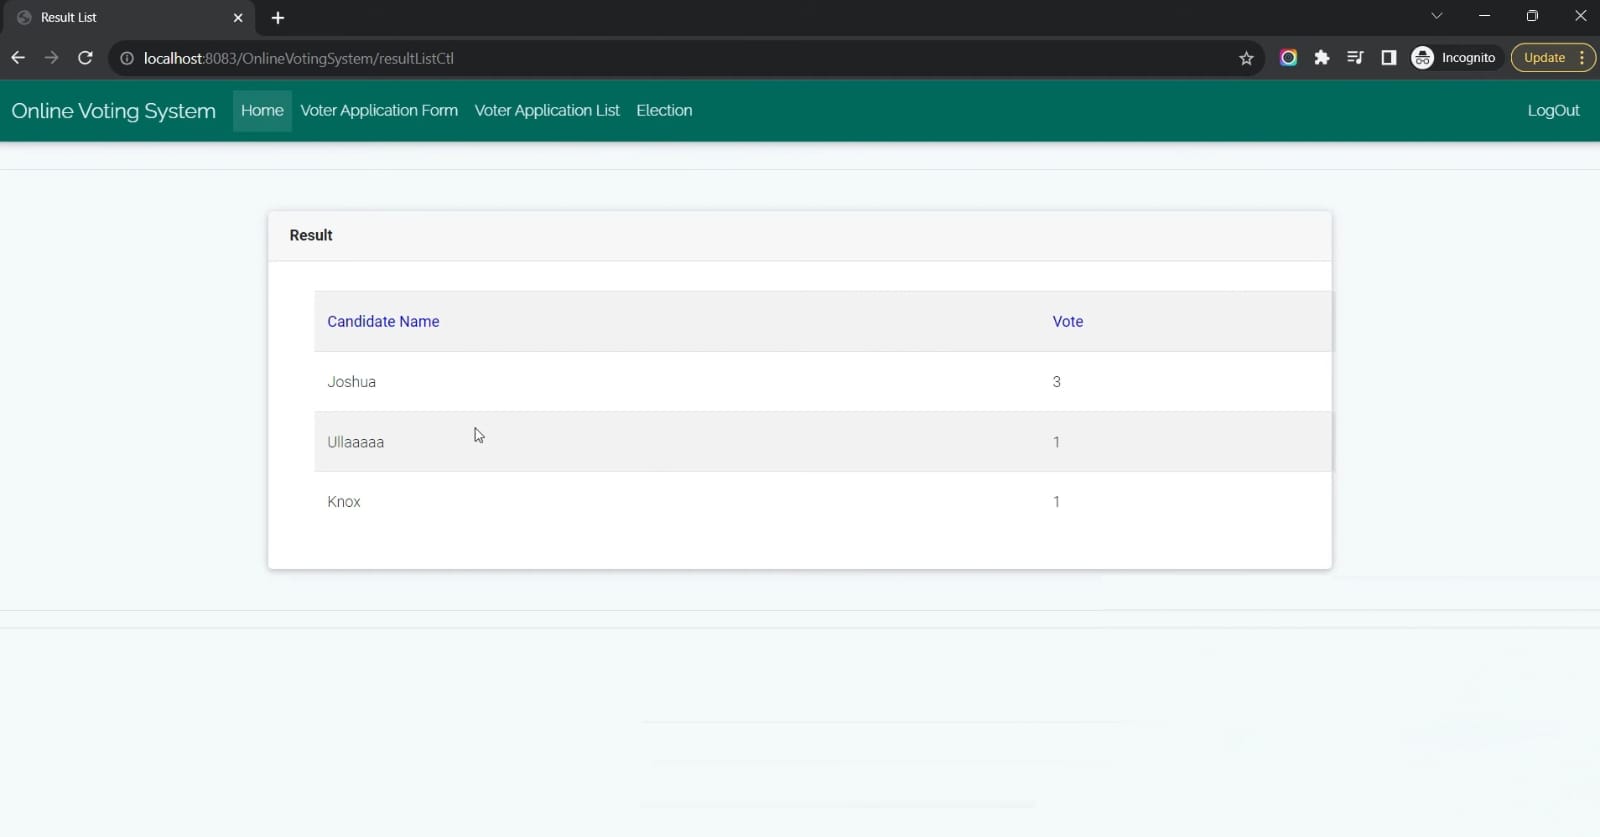 Result List
localhost:8083/OnlineVotingSystem/resultListCtl
Incognito
Update
Online Voting System Home Voter Application Form Voter Application List Election LogOut
Result
Candidate Name Vote
Joshua 3
Ullaaaaa 1
Knox 1